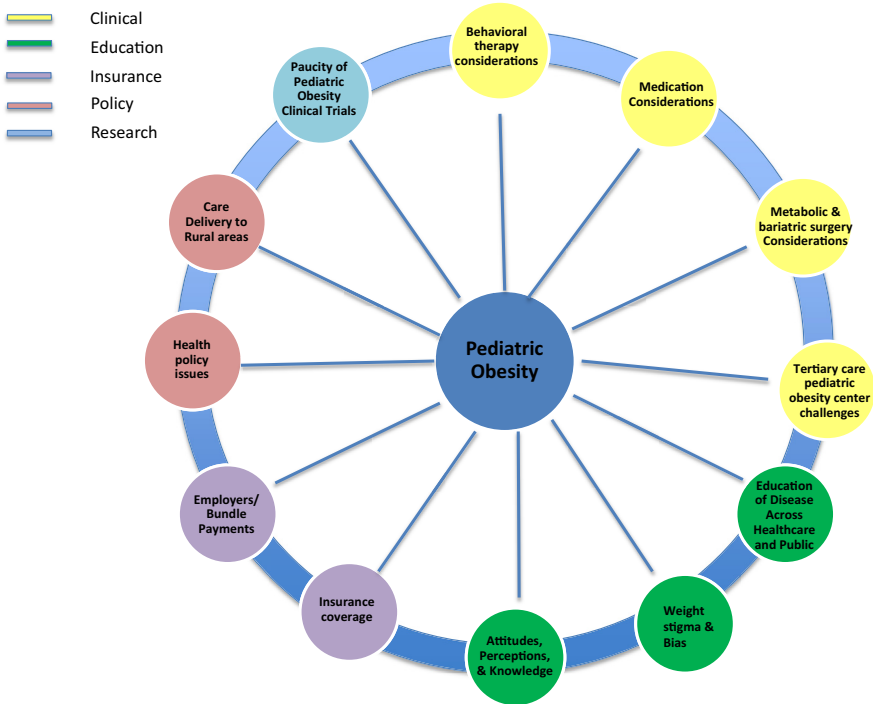 Clinical
Education
Insurance
Policy
Research
Behavioral
therapy
considerations
Medication
Considerations
Metabolic &
bariatric surgery
Considerations
Tertiary care
pediatric
obesity center
challenges
Education
of Disease
Across
Healthcare
and Public
Weight
stigma &
Bias
Attitudes,
Perceptions,
& Knowledge
Insurance
coverage
Employers/
Bundle
Payments
Health
policy
issues
Care
Delivery to
Rural areas
Paucity of
Pediatric
Obesity
Clinical Trials
Pediatric
Obesity